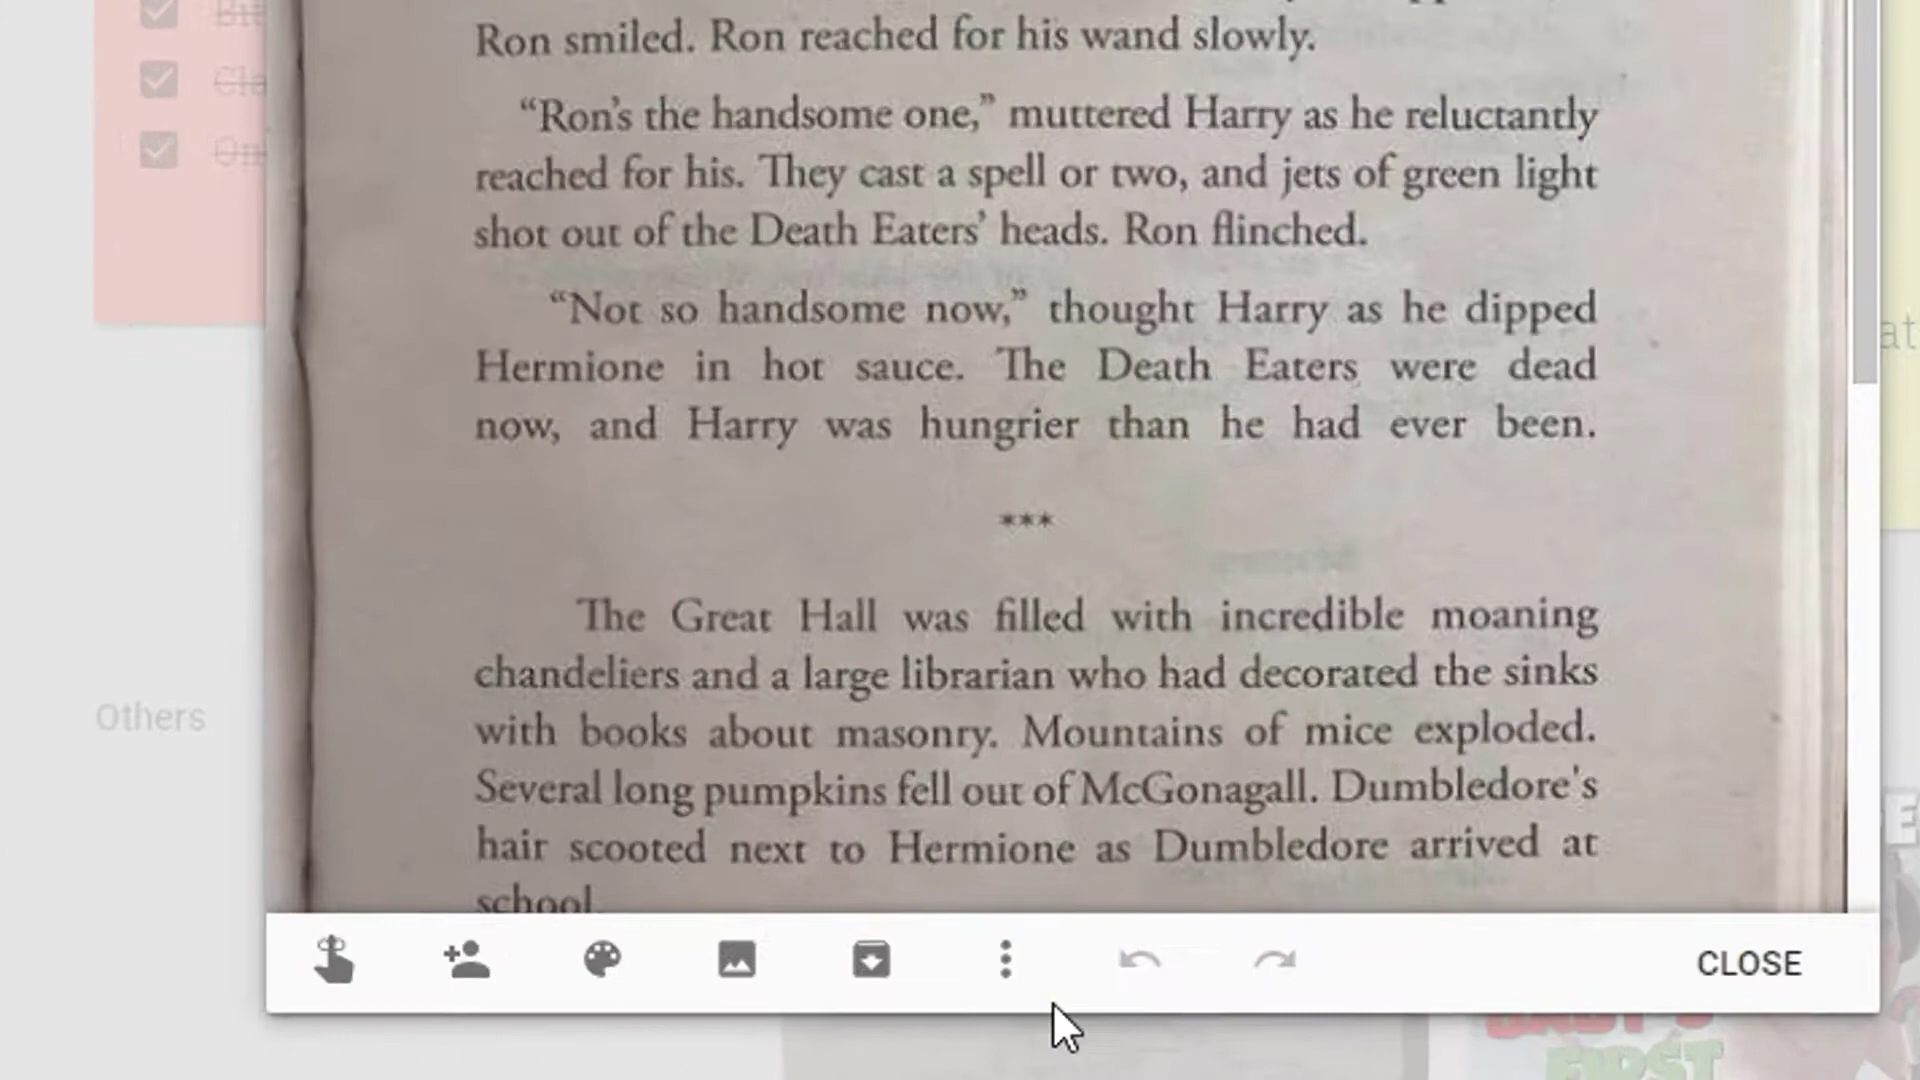 Ron smiled. Ron reached for his wand slowly.
“Ron’s the handsome one,” muttered Harry as he reluctantly
reached for his. They cast a spell or two, and jets of green light
shot out of the Death Eaters’ heads. Ron flinched.
“Not so handsome now,” thought Harry as he dipped
Hermione in hot sauce. The Death Eaters were dead
now, and Harry was hungrier than he had ever been.
***
The Great Hall was filled with incredible moaning
chandeliers and a large librarian who had decorated the sinks
with books about masonry. Mountains of mice exploded.
Several long pumpkins fell out of McGonagall. Dumbledore's
hair scooted next to Hermione as Dumbledore arrived at
school.
Others
CLOSE
FIRST